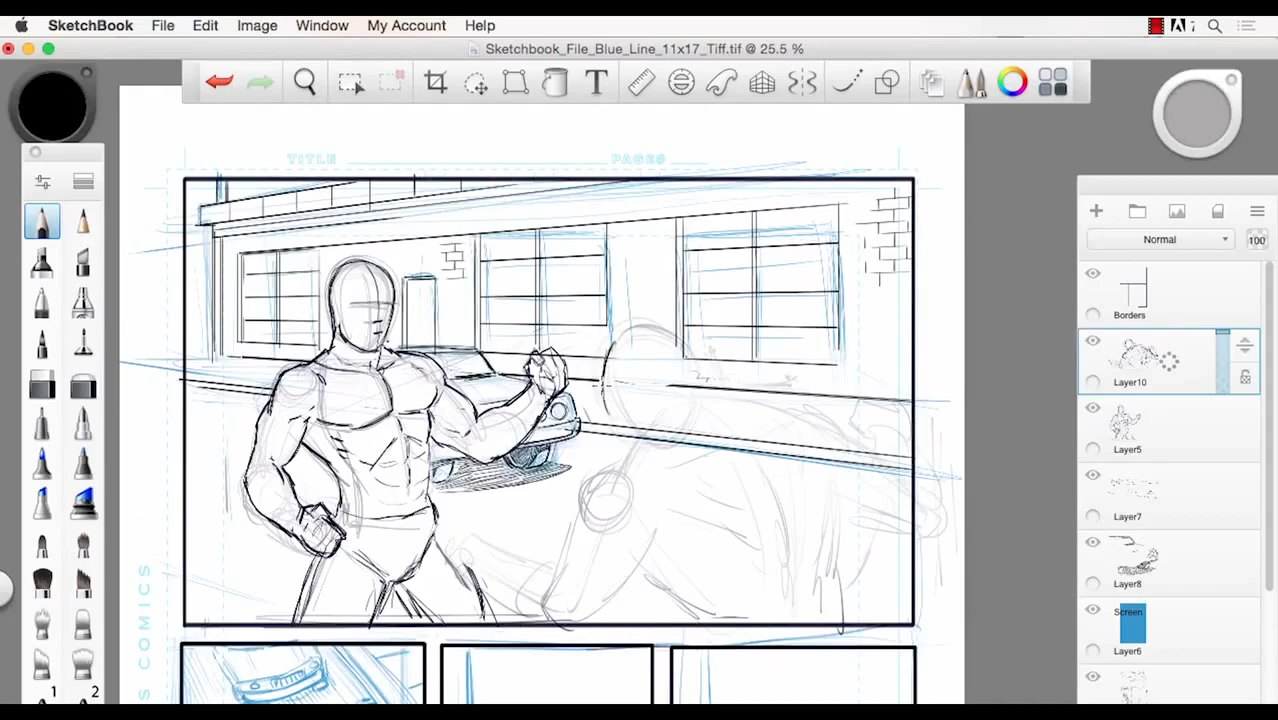 SketchBook File Edit Image Window My Account Help
Sketchbook_File_Blue_Line_11x17_Tiff.tif @ 25.5 %
T
TITLE PAGE#
Normal 100
Borders
Layer10
Layer5
Layer7
Layer8
Screen
Layer6
S COMICS
1 2